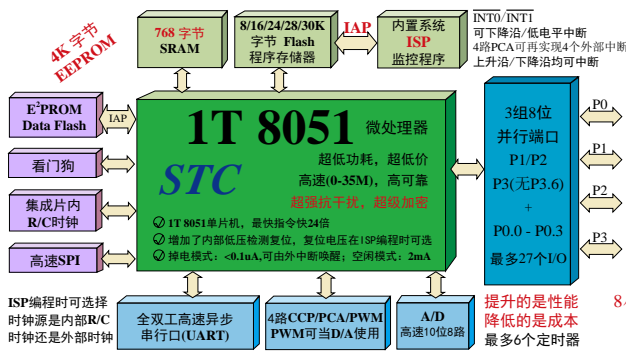 4K 字节
EEPROM
768 字节
SRAM
8/16/24/28/30K
字节 Flash
程序存储器
IAP
内置系统
ISP
监控程序
INT0/INT1
可下降沿/低电平中断
4路PCA可再实现4个外部中断
上升沿/下降沿均可中断
E²PROM
Data Flash
IAP
看门狗
集成片内
R/C时钟
高速SPI
1T 8051 微处理器
STC
超低功耗，超低价
高速(0-35M)，高可靠
超强抗干扰，超级加密
1T 8051单片机，最快指令快24倍
增加了内部低压检测复位，复位电压在ISP编程时可选
掉电模式：<0.1uA,可由外中断唤醒；空闲模式：2mA
3组8位
并行端口
P1/P2
P3(无P3.6)
+
P0.0 - P0.3
最多27个I/O
P0
P1
P2
P3
ISP编程时可选择
时钟源是内部R/C
时钟还是外部时钟
全双工高速异步
串行口(UART)
4路CCP/PCA/PWM
PWM可当D/A使用
A/D
高速10位8路
提升的是性能
降低的是成本
最多6个定时器
8